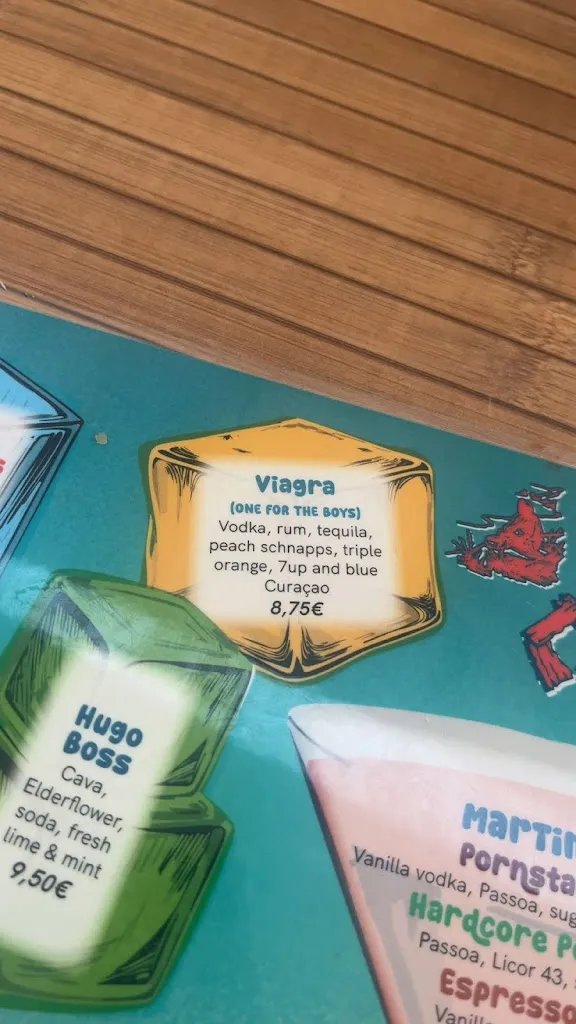 Viagra
(ONE FOR THE BOYS)
Vodka, rum, tequila,
peach schnapps, triple
orange, 7up and blue
Curaçao
8,75€
Hugo
Boss
Cava,
Elderflower,
soda, fresh
lime & mint
9,50€
Vanilla vodka, Passoa,
Hardcore
Passoa, Licor 43,